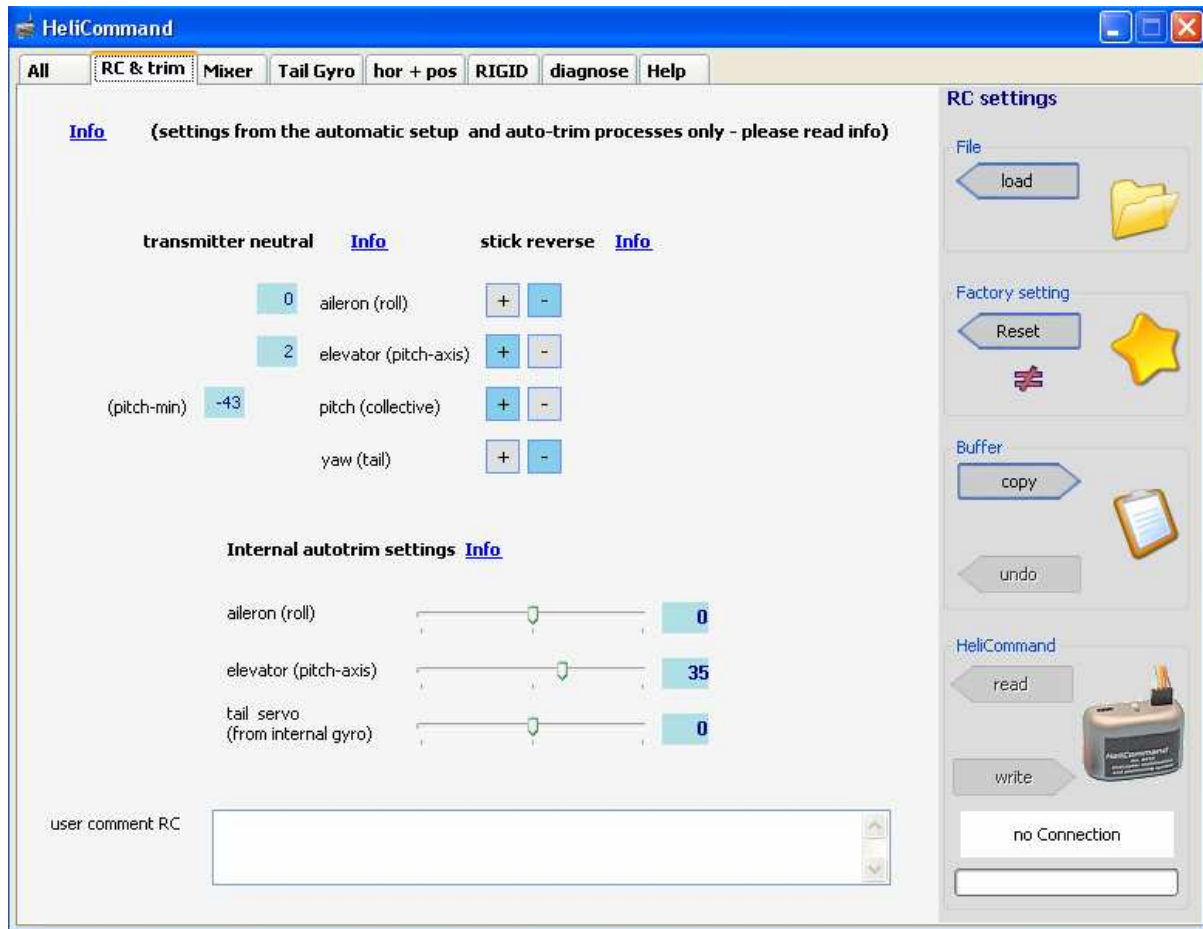 HeliCommand
All RC & trim Mixer Tail Gyro hor + pos RIGID diagnose Help
Info (settings from the automatic setup and auto-trim processes only - please read info)
transmitter neutral Info stick reverse Info
0 aileron (roll) + -
2 elevator (pitch-axis) + -
(pitch-min) -43 pitch (collective) + -
yaw (tail) + -
Internal autotrim settings Info
aileron (roll) 0
elevator (pitch-axis) 35
tail servo
(from internal gyro) 0
user comment RC
RC settings
File
load
Factory setting
Reset
≠
Buffer
copy
undo
HeliCommand
read
HeliCommand
write
no Connection